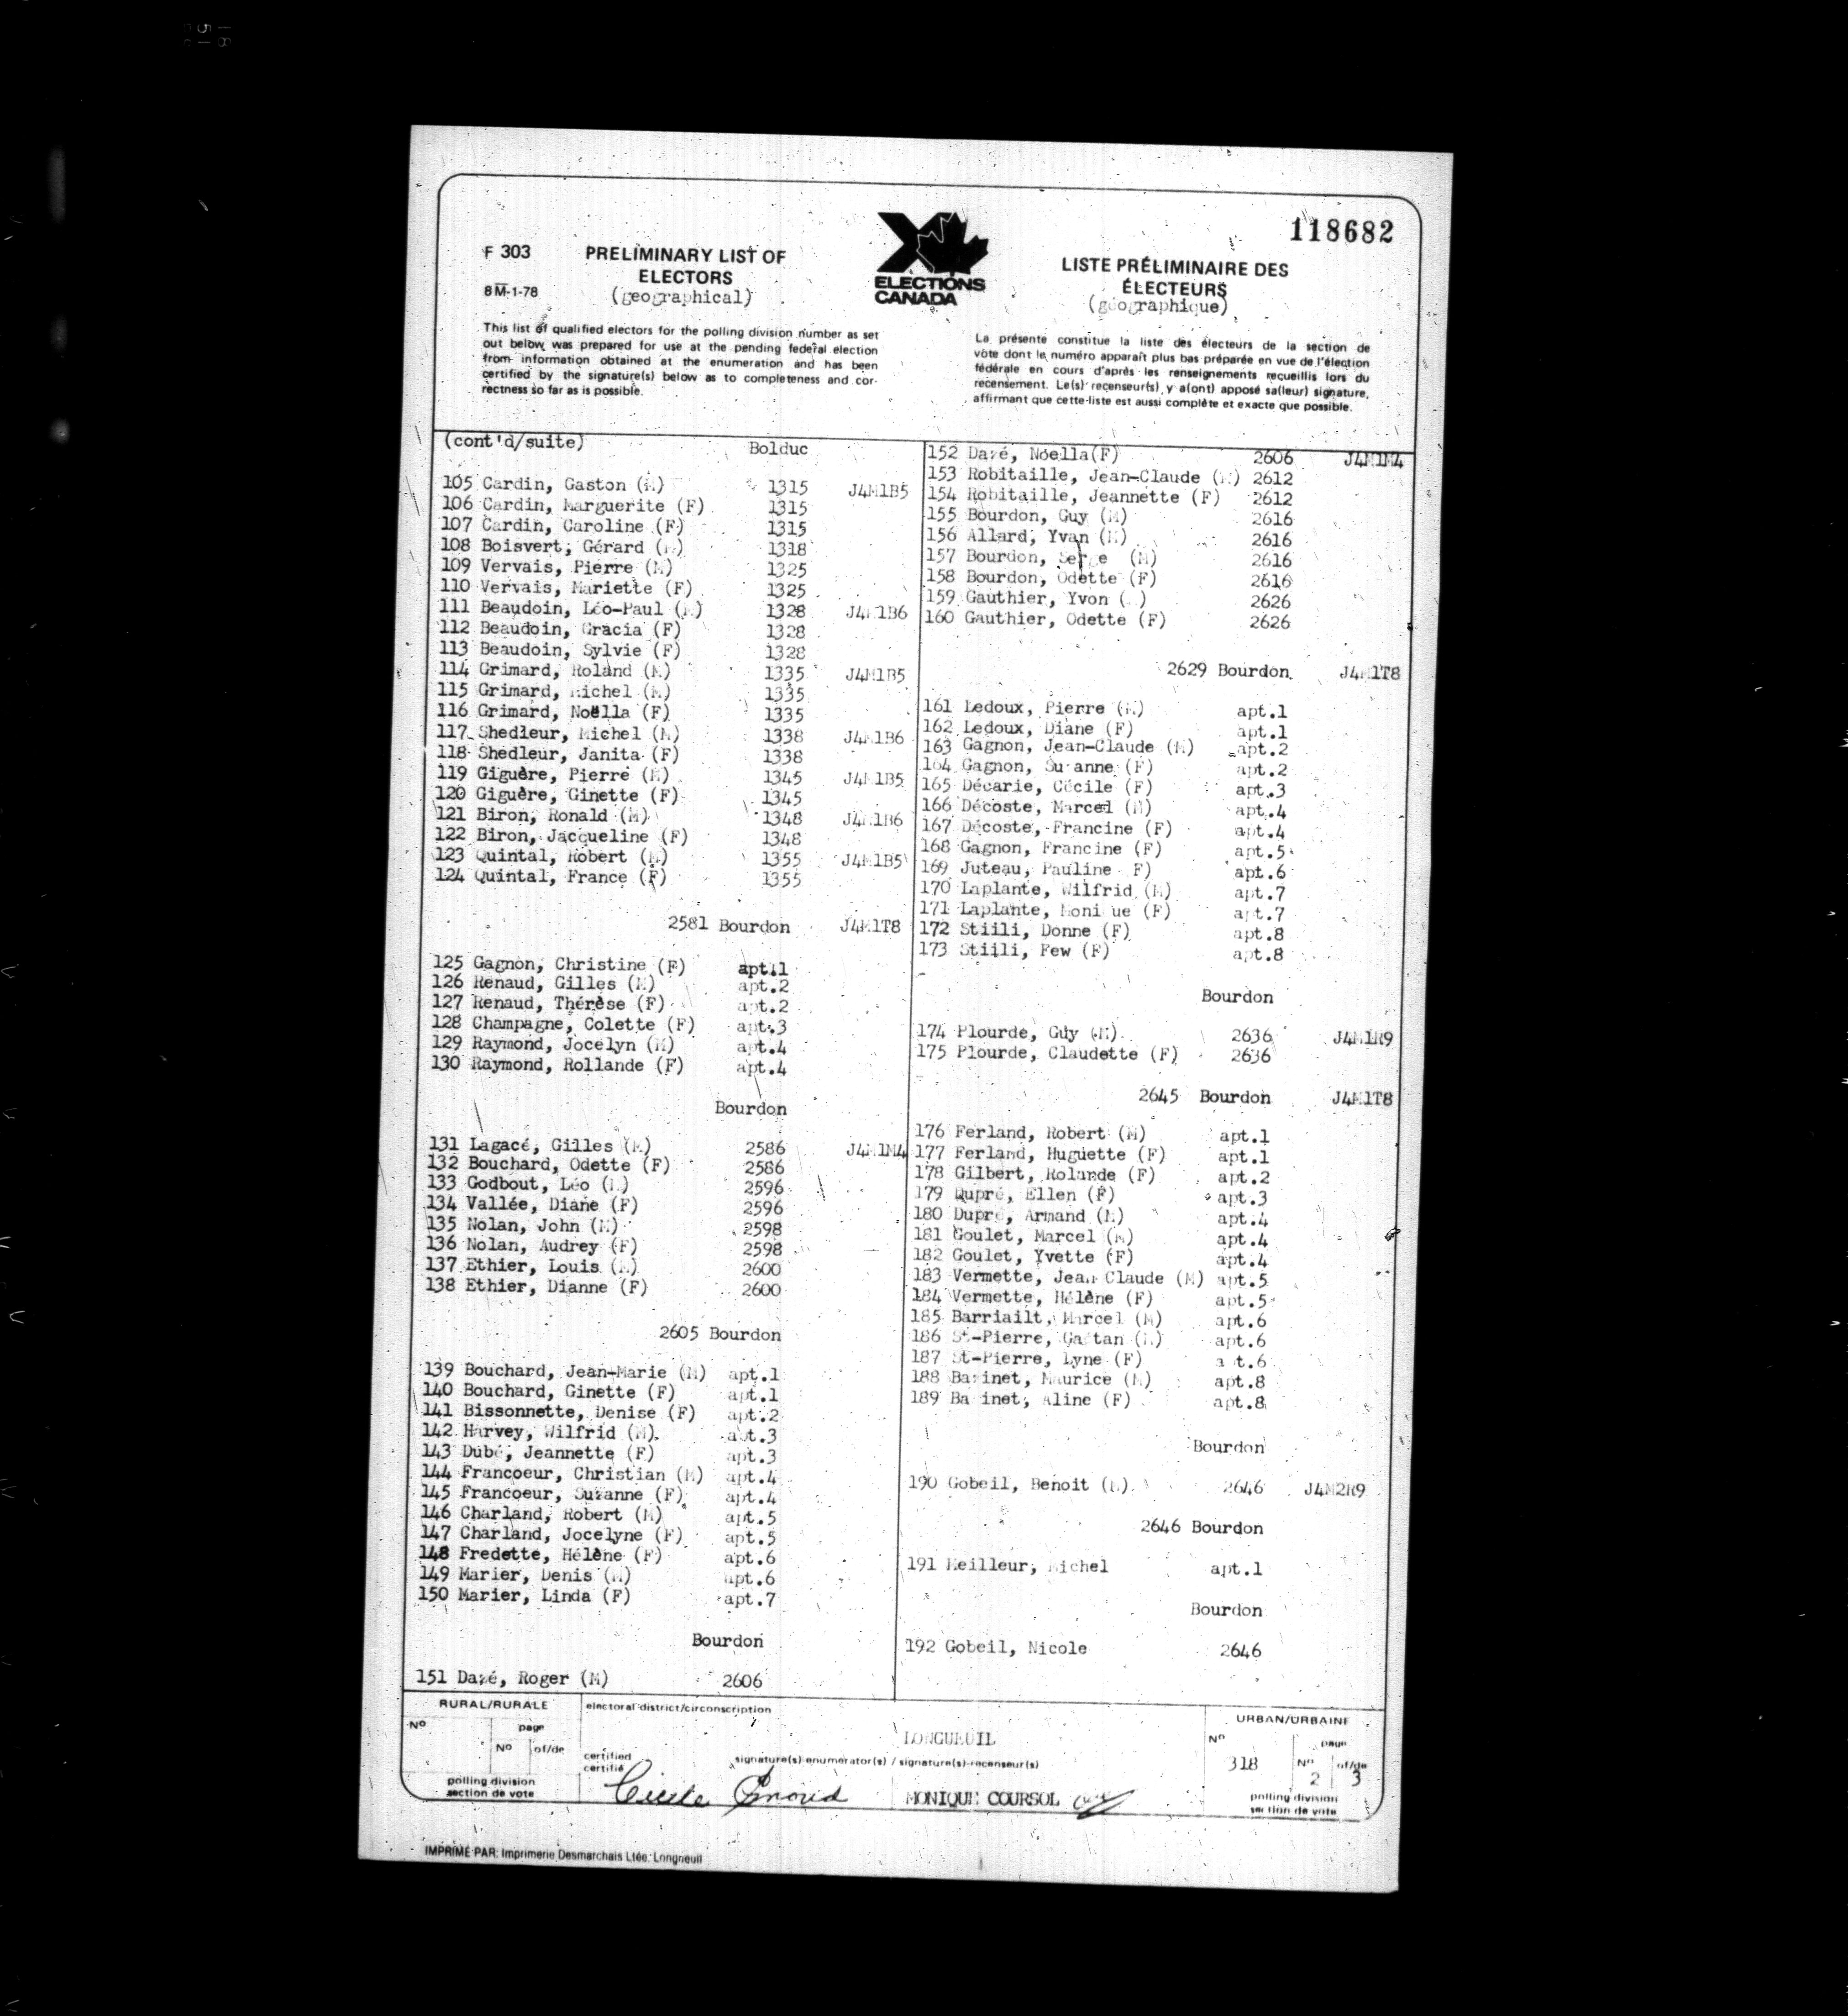 118682
F 303
8M-1-78
PRELIMINARY LIST OF
ELECTORS
(geographical)
ELECTIONS
CANADA
LISTE PRÉLIMINAIRE DES
ÉLECTEURS
(géographique)
This list of qualified electors for the polling division number as set
out below was prepared for use at the pending federal election
from information obtained at the enumeration and has been
certified by the signature(s) below as to completeness and cor-
rectness so far as is possible.
La présente constitue la liste des électeurs de la section de
vote dont le numéro apparaît plus bas préparée en vue de l'élection
fédérale en cours d'après les renseignements recueillis lors du
recensement. Le(s) recenseur(s) y a(ont) apposé sa(leur) signature,
affirmant que cette liste est aussi complète et exacte que possible.
(cont'd/suite) Bolduc
105 Cardin, Gaston (M) 1315 J4M1B5
106 Cardin, Marguerite (F) 1315
107 Cardin, Caroline (F) 1315
108 Boisvert, Gérard (M) 1318
109 Vervais, Pierre (M) 1325
110 Vervais, Mariette (F) 1325
111 Beaudoin, Léo-Paul (M) 1328 J4M1B6
112 Beaudoin, Gracia (F) 1328
113 Beaudoin, Sylvie (F) 1328
114 Grimard, Roland (M) 1335 J4M1B5
115 Grimard, Michel (M) 1335
116 Grimard, Noëlla (F) 1335
117 Shedleur, Michel (M) 1338 J4M1B6
118 Shedleur, Janita (F) 1338
119 Giguère, Pierre (M) 1345 J4M1B5
120 Giguère, Ginette (F) 1345
121 Biron, Ronald (M) 1348 J4M1B6
122 Biron, Jacqueline (F) 1348
123 Quintal, Robert (M) 1355 J4M1B5
124 Quintal, France (F) 1355
2581 Bourdon J4M1T8
125 Gagnon, Christine (F) apt.1
126 Renaud, Gilles (M) apt.2
127 Renaud, Thérèse (F) apt.2
128 Champagne, Colette (F) apt.3
129 Raymond, Jocelyn (M) apt.4
130 Raymond, Rollande (F) apt.4
Bourdon
131 Lagacé, Gilles (M) 2586 J4M1M4
132 Bouchard, Odette (F) 2586
133 Godbout, Léo (M) 2596
134 Vallée, Diane (F) 2596
135 Nolan, John (M) 2598
136 Nolan, Audrey (F) 2598
137 Ethier, Louis (M) 2600
138 Ethier, Dianne (F) 2600
2605 Bourdon
139 Bouchard, Jean-Marie (M) apt.1
140 Bouchard, Ginette (F) apt.1
141 Bissonnette, Denise (F) apt.2
142 Harvey, Wilfrid (M) apt.3
143 Dubé, Jeannette (F) apt.3
144 Francoeur, Christian (M) apt.4
145 Francoeur, Suzanne (F) apt.4
146 Charland, Robert (M) apt.5
147 Charland, Jocelyne (F) apt.5
148 Fredette, Hélène (F) apt.6
149 Marier, Denis (M) apt.6
150 Marier, Linda (F) apt.7
Bourdon
151 Dazé, Roger (M) 2606
152 Dazé, Noella(F) 2606 J4M1M4
153 Robitaille, Jean-Claude (M) 2612
154 Robitaille, Jeannette (F) 2612
155 Bourdon, Guy (M) 2616
156 Allard, Yvan (M) 2616
157 Bourdon, Serge (M) 2616
158 Bourdon, Odette (F) 2616
159 Gauthier, Yvon ( ) 2626
160 Gauthier, Odette (F) 2626
2629 Bourdon J4M1T8
161 Ledoux, Pierre (M) apt.1
162 Ledoux, Diane (F) apt.1
163 Gagnon, Jean-Claude (M) apt.2
164 Gagnon, Suzanne (F) apt.2
165 Décarie, Cécile (F) apt.3
166 Décoste, Marcel (M) apt.4
167 Décoste, Francine (F) apt.4
168 Gagnon, Francine (F) apt.5
169 Juteau, Pauline F) apt.6
170 Laplante, Wilfrid (M) apt.7
171 Laplante, Monique (F) apt.7
172 Stiili, Donne (F) apt.8
173 Stiili, Few (F) apt.8
Bourdon
174 Plourde, Guy (M) 2636 J4M1R9
175 Plourde, Claudette (F) 2636
2645 Bourdon J4M1T8
176 Ferland, Robert (M) apt.1
177 Ferland, Huguette (F) apt.1
178 Gilbert, Rolande (F) apt.2
179 Dupré, Ellen (F) apt.3
180 Dupré, Armand (M) apt.4
181 Goulet, Marcel (M) apt.4
182 Goulet, Yvette (F) apt.4
183 Vermette, Jean Claude (M) apt.5
184 Vermette, Hélène (F) apt.5
185 Barriailt, Marcel (M) apt.6
186 St-Pierre, Gaétan (M) apt.6
187 St-Pierre, Lyne (F) apt.6
188 Maurice (M) apt.8
189 Aline (F) apt.8
Bourdon
190 Gobeil, Benoit (M) 2646 J4M2R9
2646 Bourdon
191 Meilleur, Michel apt.1
Bourdon
192 Gobeil, Nicole 2646
RURAL/RURALE
No
page
No of/de
polling division
section de vote
electoral district/circonscription
LONGUEUIL
certified
certifié
signature(s) enumerator(s) / signature(s) recenseur(s)
MONIQUE COURSOL
URBAN/URBAINE
No
318
page
No of/de
2 3
polling division
section de vote
IMPRIMÉ PAR: Imprimerie Desmarchais Ltée. Longueuil